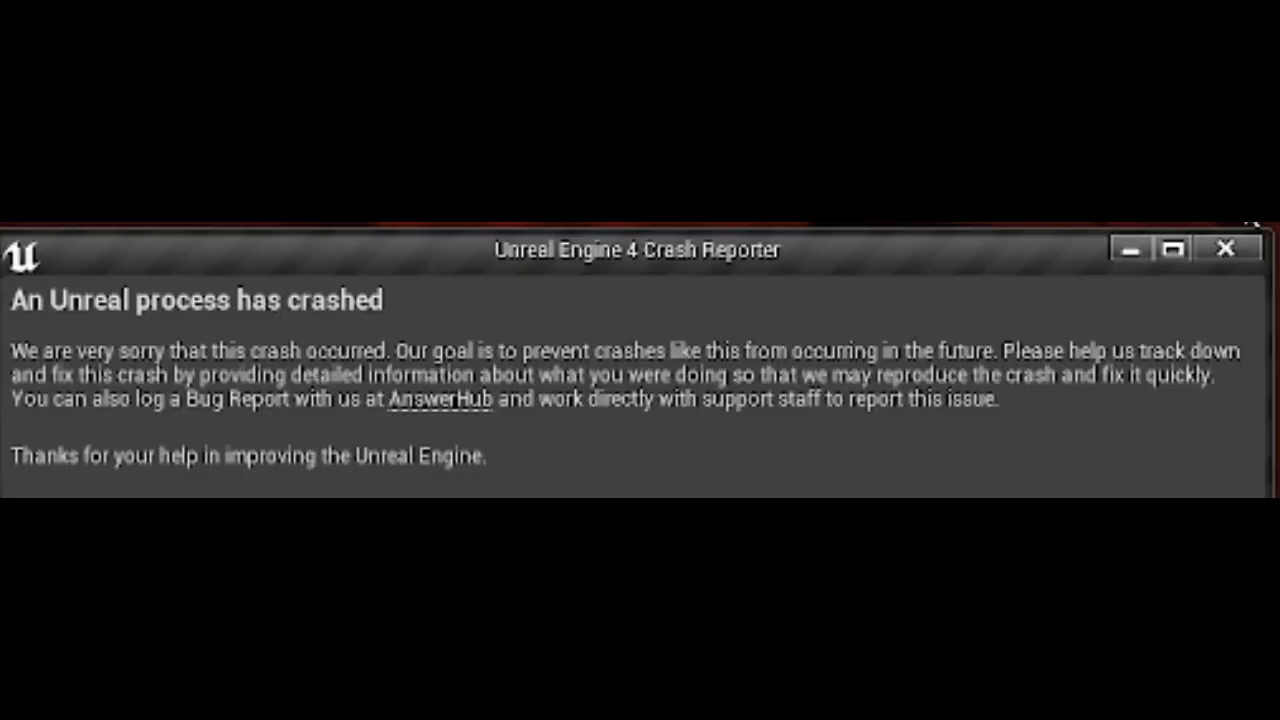 Unreal Engine 4 Crash Reporter
An Unreal process has crashed
We are very sorry that this crash occurred. Our goal is to prevent crashes like this from occurring in the future. Please help us track down
and fix this crash by providing detailed information about what you were doing so that we may reproduce the crash and fix it quickly.
You can also log a Bug Report with us at AnswerHub and work directly with support staff to report this issue.
Thanks for your help in improving the Unreal Engine.